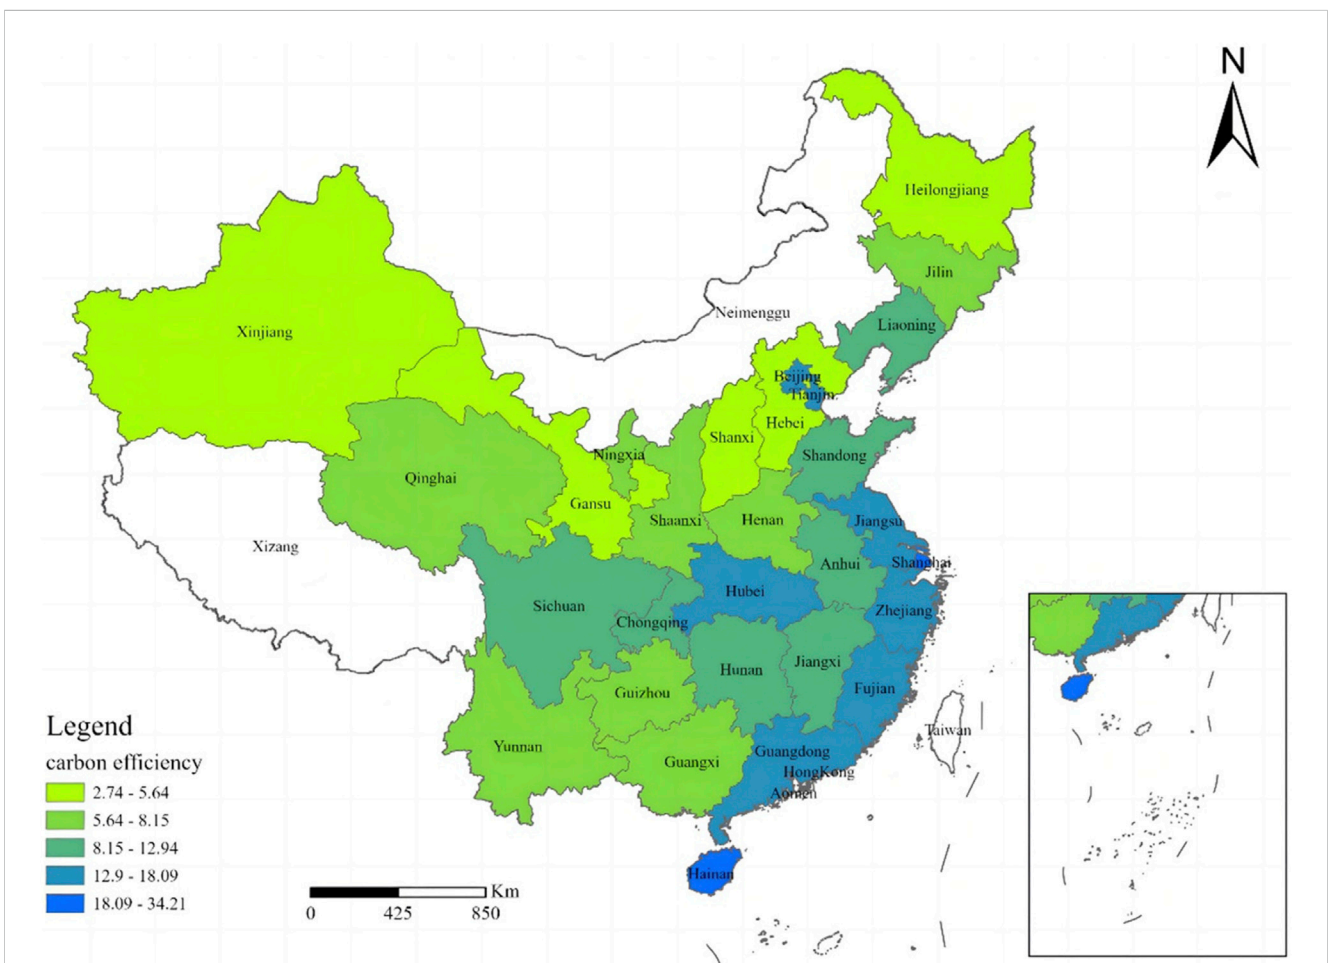 N
Heilongjiang
Jilin
Xinjiang
Neimenggu
Liaoning
Beijing
Tianjin
Hebei
Shanxi
Shandong
Ningxia
Qinghai
Gansu
Shaanxi
Henan
Jiangsu
Xizang
Anhui
Shanghai
Sichuan
Hubei
Zhejiang
Chongqing
Hunan
Jiangxi
Guizhou
Fujian
Yunnan
Guangxi
Guangdong
Taiwan
HongKong
Aomen
Hainan
Legend
carbon efficiency
2.74 - 5.64
5.64 - 8.15
8.15 - 12.94
12.9 - 18.09
18.09 - 34.21
Km
0 425 850